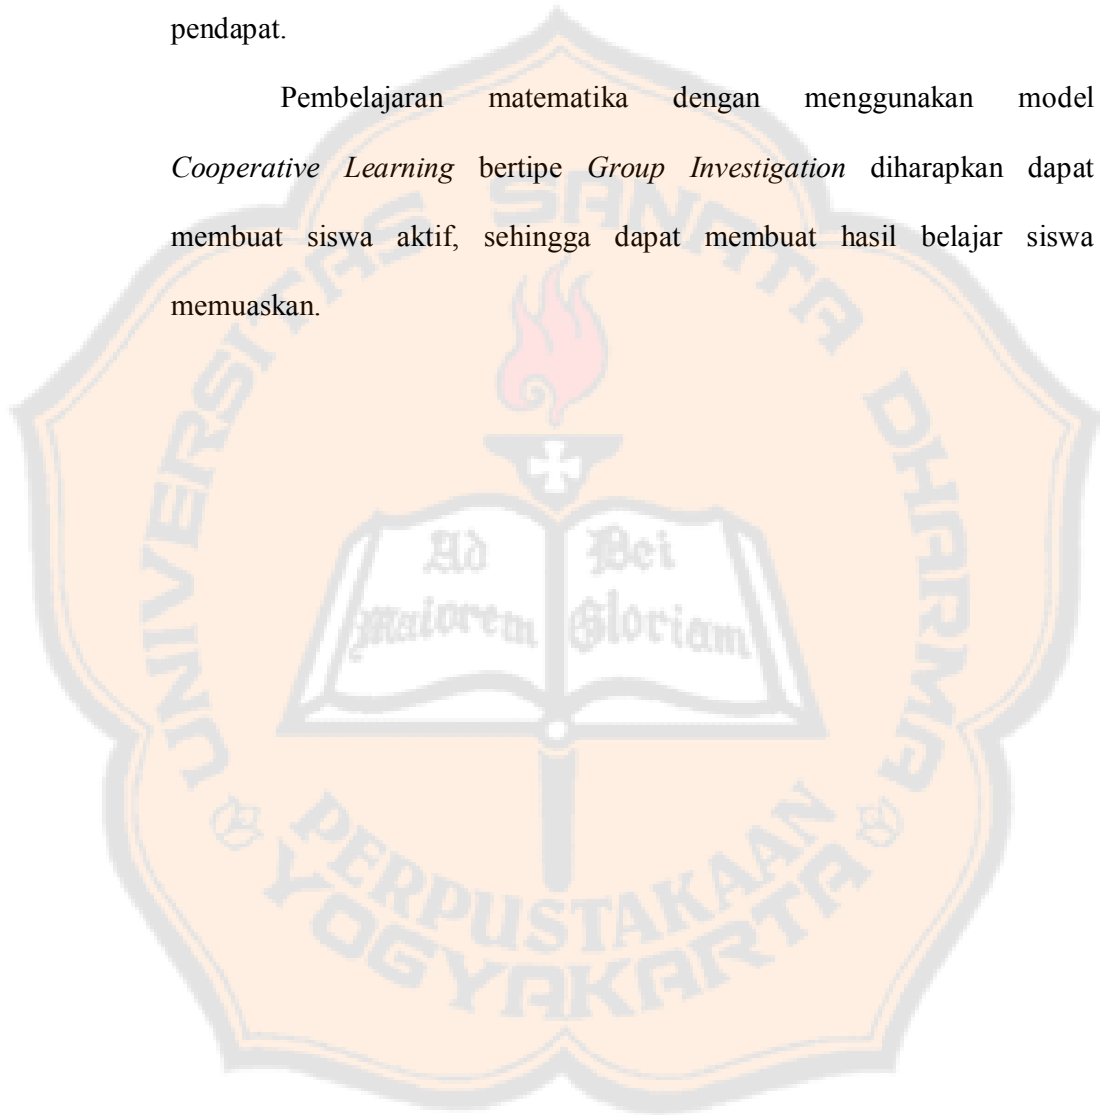 pendapat.
Pembelajaran matematika dengan menggunakan model
Cooperative Learning bertipe Group Investigation diharapkan dapat
membuat siswa aktif, sehingga dapat membuat hasil belajar siswa
memuaskan.
UNIVERSITAS SANATA DHARMA
Ad Dei
maiorem Gloriam
PERPUSTAKAAN
YOGYAKARTA